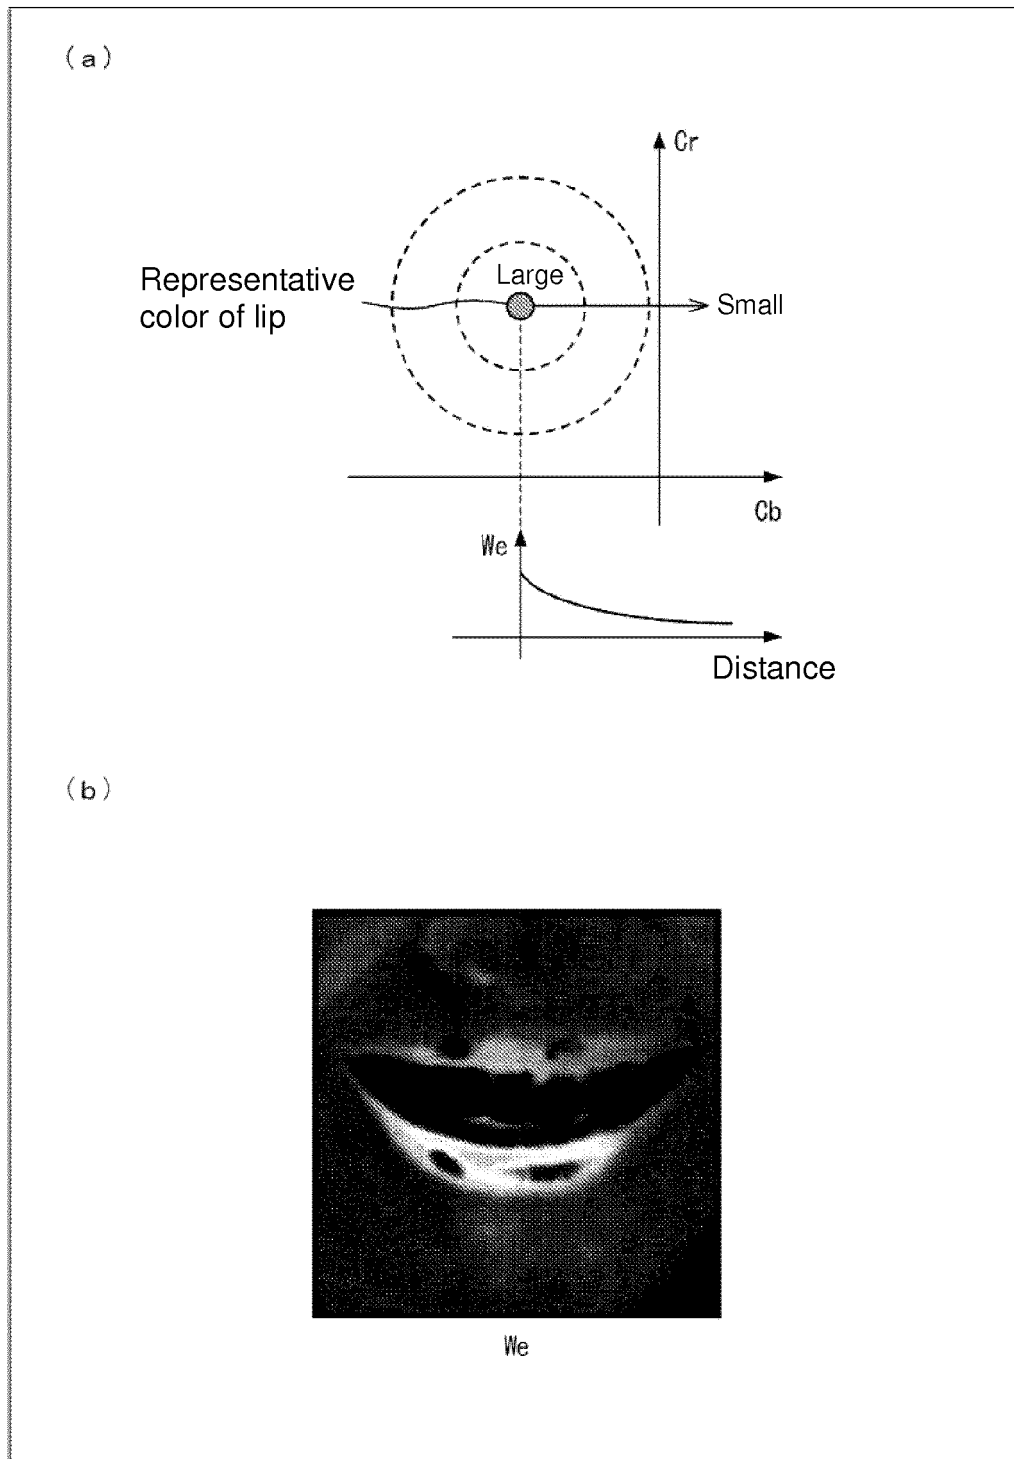 (a)
Cr
Representative
color of lip
Large
Small
Cb
We
Distance
(b)
We